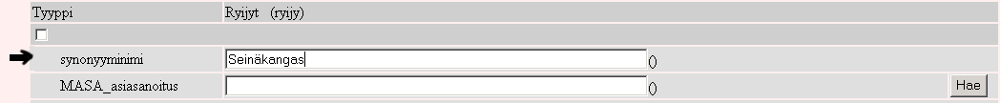 Tyyppi Ryijyt (ryijy)
synonyyminimi Seinäkangas ()
MASA_asiasanoitus () Hae